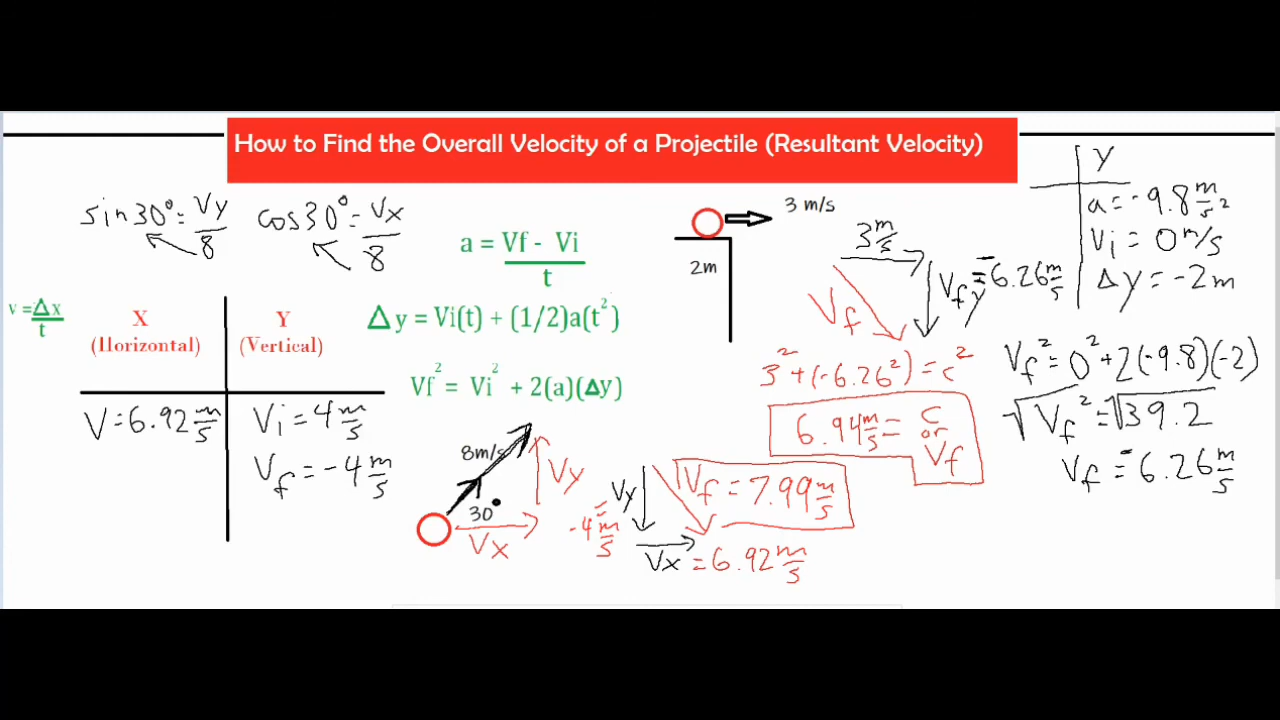 How to Find the Overall Velocity of a Projectile (Resultant Velocity)
sin30° = Vy/8
cos30° = Vx/8
v = Δx/t
X
(Horizontal)
Y
(Vertical)
V = 6.92 m/s
Vi = 4 m/s
Vf = -4 m/s
a = Vf - Vi
t
Δy = Vi(t) + (1/2)a(t²)
Vf² = Vi² + 2(a)(Δy)
8m/s
30°
Vy
Vx
Vy
= -4 m/s
Vx = 6.92 m/s
Vf = 7.99 m/s
3 m/s
2m
3 m/s
Vfy = -6.26 m/s
Vf
3² + (-6.26²) = c²
6.94 m/s = c
or
Vf
Y
a = -9.8 m/s²
Vi = 0 m/s
Δy = -2m
Vf² = 0² + 2(-9.8)(-2)
√Vf² = √39.2
Vf = -6.26 m/s